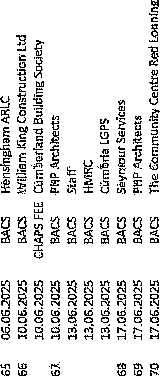 65 06.06.2025 BACS Hensingham ARLC
66 10.06.2025 BACS William King Construction Ltd
10.06.2025 CHAPS FEE Cumberland Building Society
67 10.06.2025 BACS PHP Architects
13.06.2025 BACS Staff
13.06.2025 BACS HMRC
13.06.2025 BACS Cumbria LGPS
68 17.06.2025 BACS Seymour Services
69 17.06.2025 BACS PHP Architects
70 17.06.2025 BACS The Community Centre Red Lonning